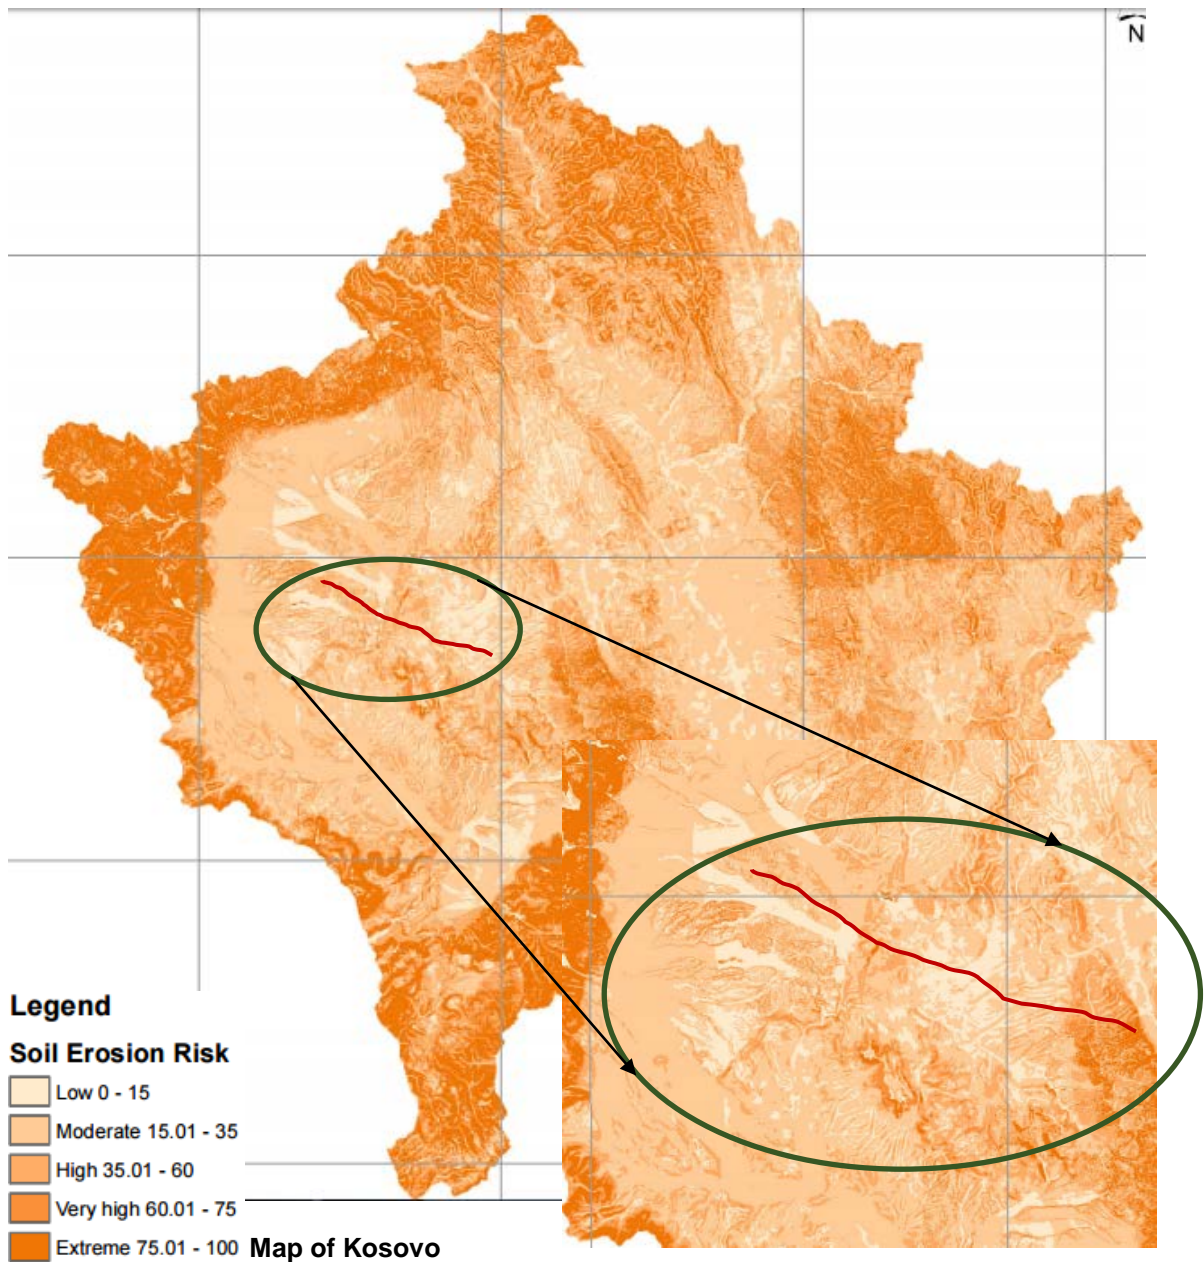 N
Legend
Soil Erosion Risk
Low 0 - 15
Moderate 15.01 - 35
High 35.01 - 60
Very high 60.01 - 75
Extreme 75.01 - 100
Map of Kosovo